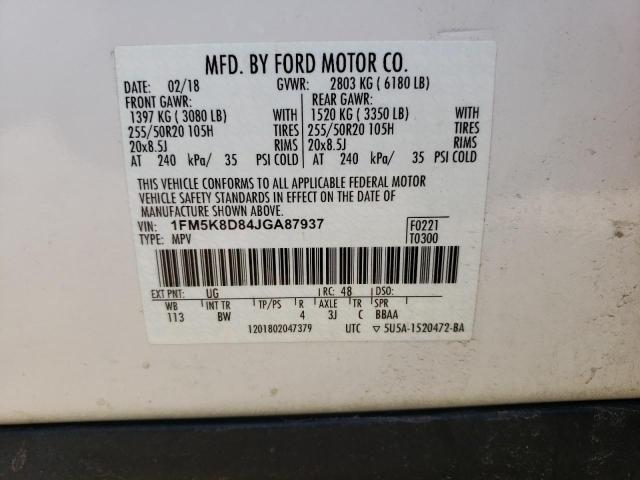 MFD. BY FORD MOTOR CO.
DATE: 02/18 GVWR: 2803 KG ( 6180 LB)
FRONT GAWR: REAR GAWR:
1397 KG ( 3080 LB) WITH 1520 KG ( 3350 LB) WITH
255/50R20 105H TIRES 255/50R20 105H TIRES
20x8.5J RIMS 20x8.5J RIMS
AT 240 kPa/ 35 PSI COLD AT 240 kPa/ 35 PSI COLD
THIS VEHICLE CONFORMS TO ALL APPLICABLE FEDERAL MOTOR
VEHICLE SAFETY STANDARDS IN EFFECT ON THE DATE OF
MANUFACTURE SHOWN ABOVE.
VIN: 1FM5K8D84JGA87937 F0221
TYPE: MPV T0300
EXT PNT: UG RC: 48 DSO:
WB INT TR TP/PS R AXLE TR SPR
113 BW 4 3J C BBAA
1201802047379 UTC ▽ 5U5A-1520472-BA